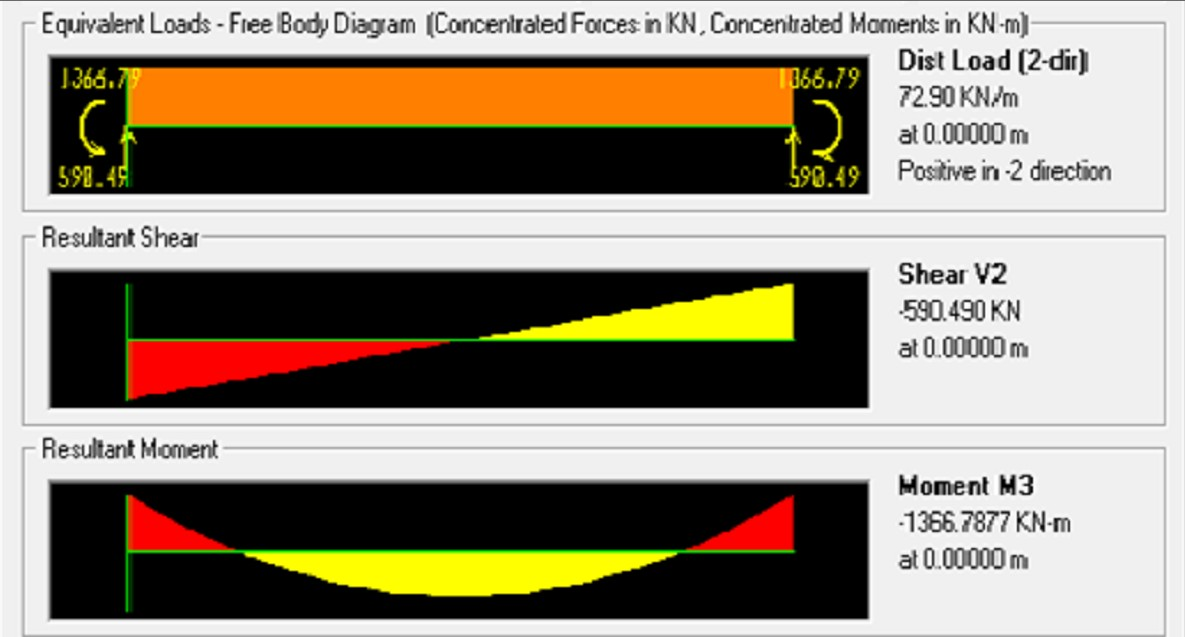 Equivalent Loads - Free Body Diagram (Concentrated Forces in KN, Concentrated Moments in KN-m)
1366.79
1366.79
590.49
590.49
Dist Load (2-dir)
72.90 KN/m
at 0.00000 m
Positive in -2 direction
Resultant Shear
Shear V2
-590.490 KN
at 0.00000 m
Resultant Moment
Moment M3
-1366.7877 KN-m
at 0.00000 m